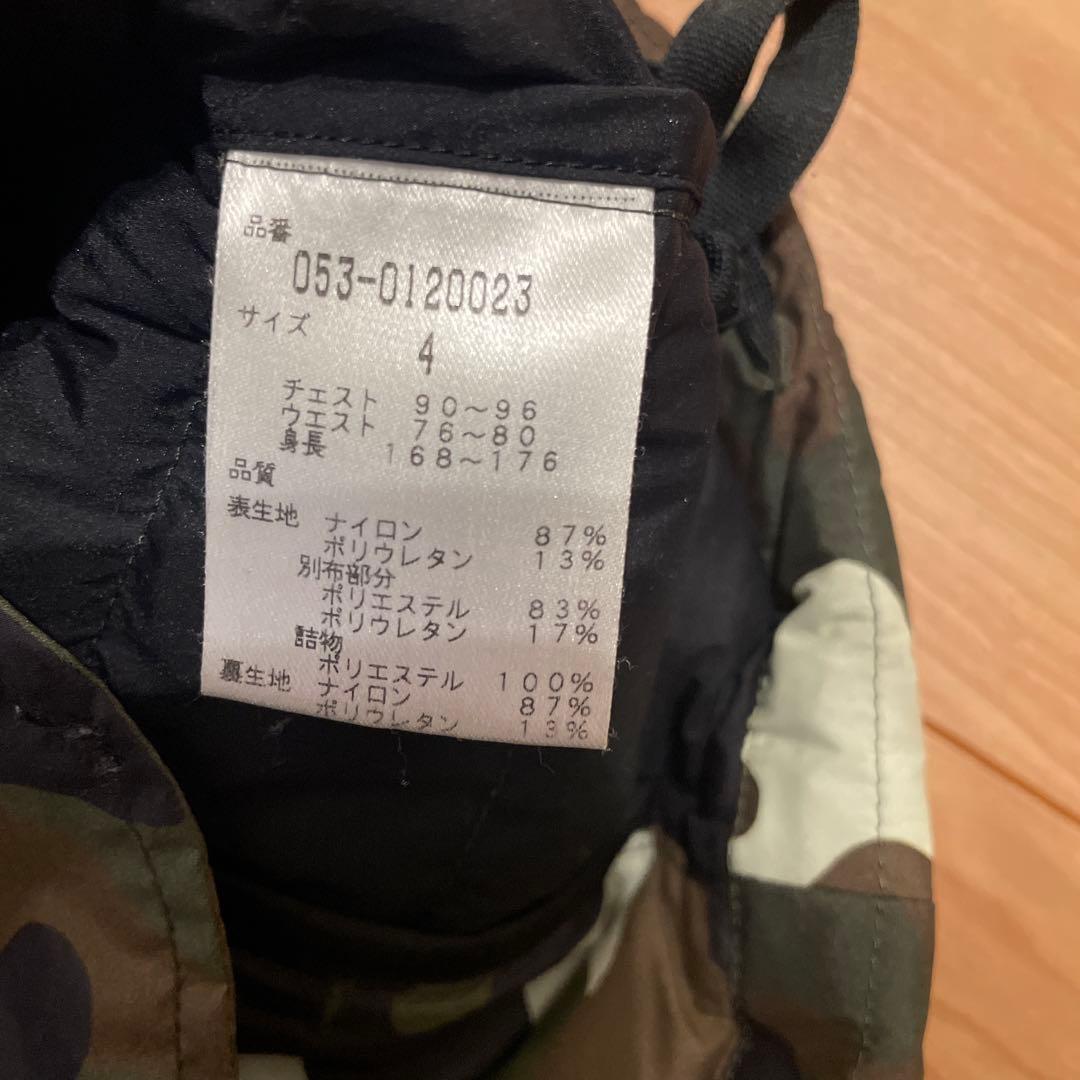 品番
053-0120023
サイズ
4
チェスト 90～96
ウエスト 76～80
身長 168～176
品質
表生地 ナイロン 87%
ポリウレタン 13%
別布部分
ポリエステル 83%
ポリウレタン 17%
詰物
ポリエステル 100%
裏生地 ナイロン 87%
ポリウレタン 13%